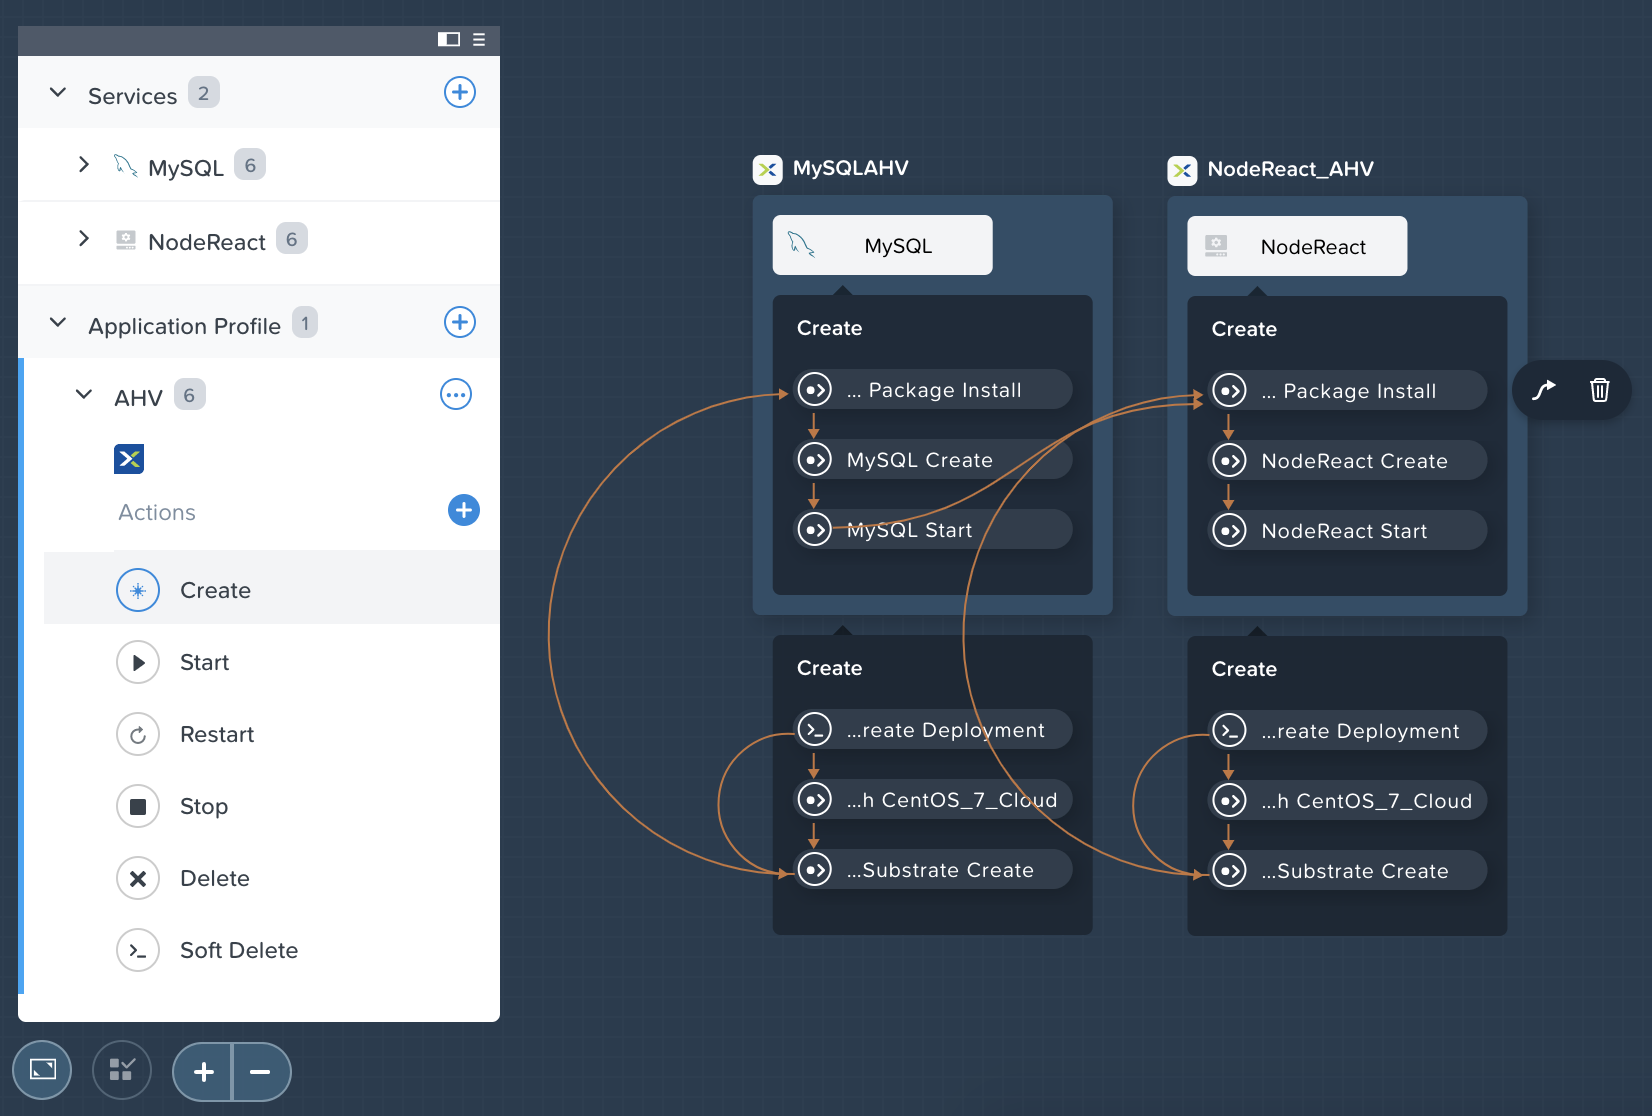 Services 2
MySQL 6
NodeReact 6
Application Profile 1
AHV 6
Actions
Create
Start
Restart
Stop
Delete
Soft Delete
MySQLAHV
MySQL
Create
... Package Install
MySQL Create
MySQL Start
Create
...reate Deployment
...h CentOS_7_Cloud
...Substrate Create
NodeReact_AHV
NodeReact
Create
... Package Install
NodeReact Create
NodeReact Start
Create
...reate Deployment
...h CentOS_7_Cloud
...Substrate Create